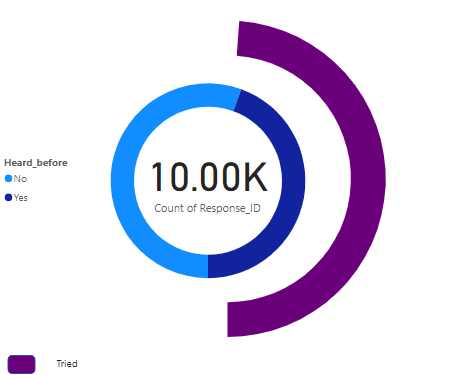 Heard_before
No
Yes
10.00K
Count of Response_ID
Tried